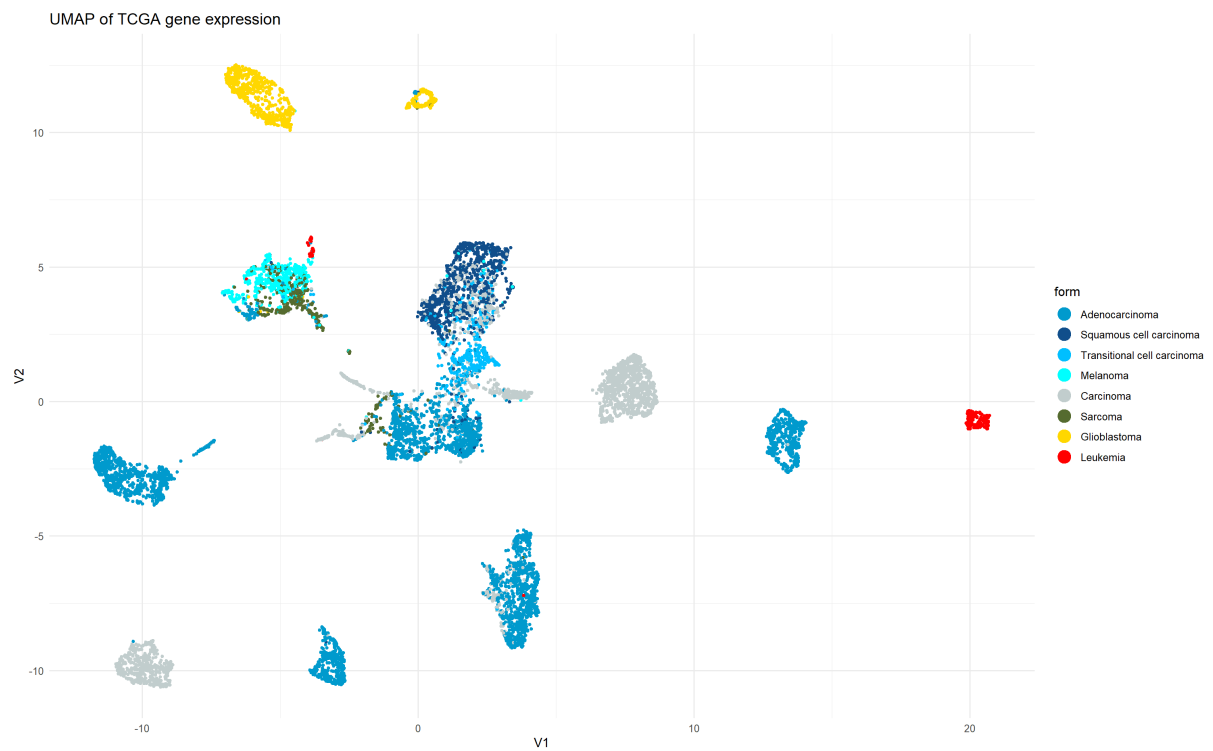 UMAP of TCGA gene expression
10
5
0
-5
-10
V2
-10
0
10
20
V1
form
Adenocarcinoma
Squamous cell carcinoma
Transitional cell carcinoma
Melanoma
Carcinoma
Sarcoma
Glioblastoma
Leukemia